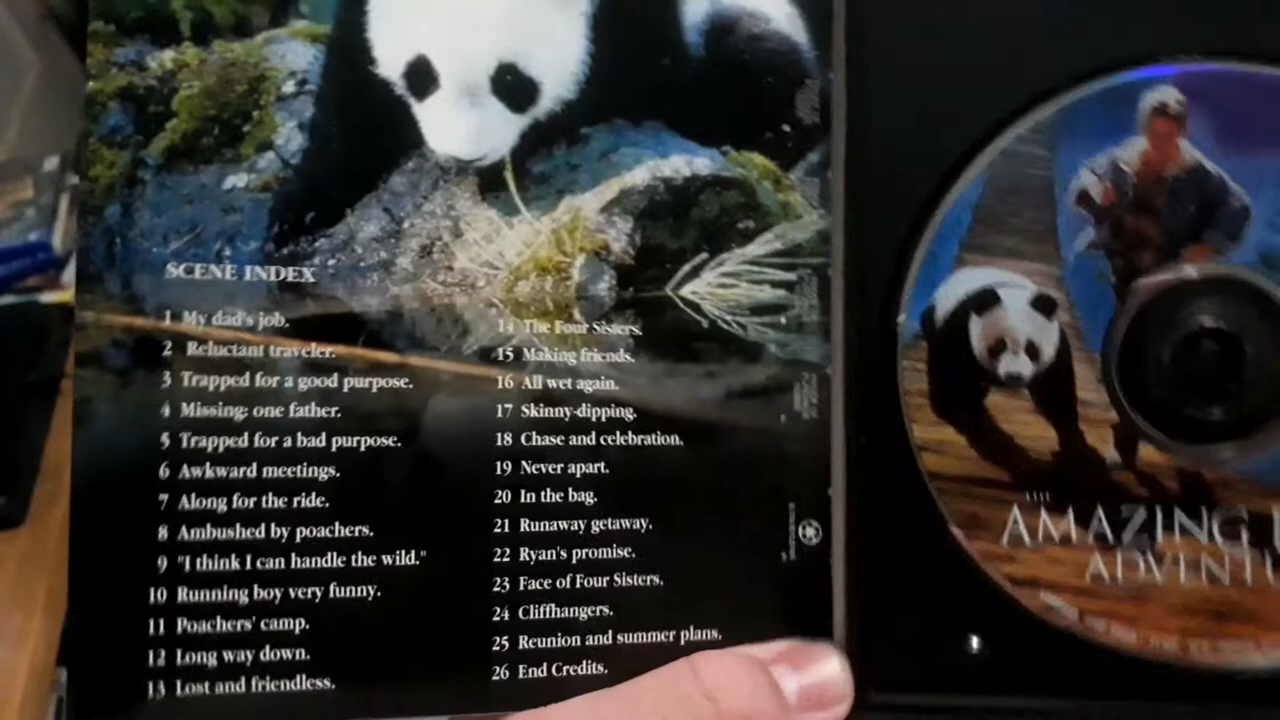 SCENE INDEX
1 My dad's job.
2 Reluctant traveler.
3 Trapped for a good purpose.
4 Missing: one father.
5 Trapped for a bad purpose.
6 Awkward meetings.
7 Along for the ride.
8 Ambushed by poachers.
9 "I think I can handle the wild."
10 Running boy very funny.
11 Poachers' camp.
12 Long way down.
13 Lost and friendless.
14 The Four Sisters.
15 Making friends.
16 All wet again.
17 Skinny-dipping.
18 Chase and celebration.
19 Never apart.
20 In the bag.
21 Runaway getaway.
22 Ryan's promise.
23 Face of Four Sisters.
24 Cliffhangers.
25 Reunion and summer plans.
26 End Credits.
THE
AMAZING